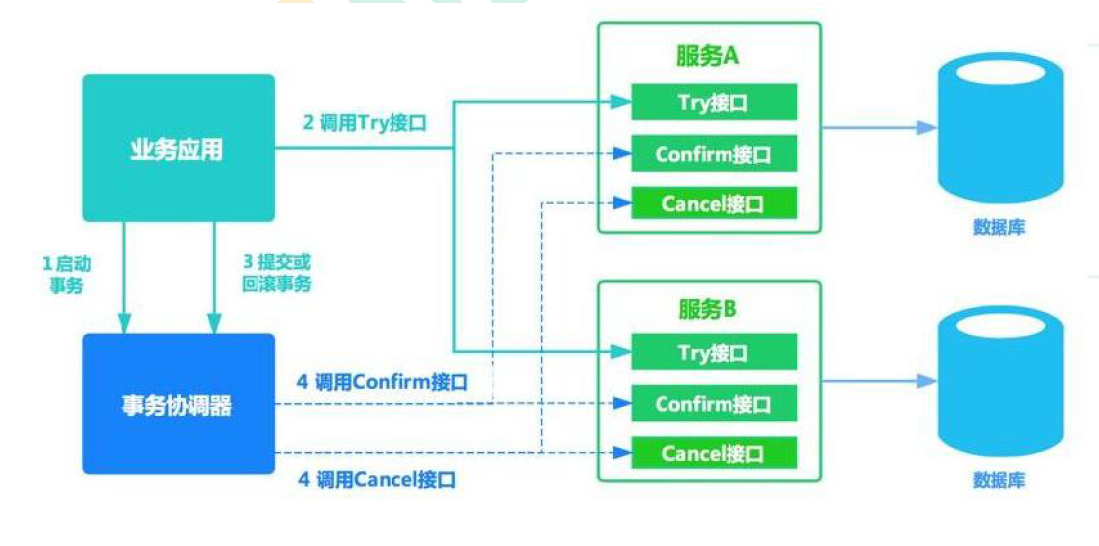 服务A
Try接口
Confirm接口
Cancel接口
数据库
业务应用
2 调用Try接口
1启动
事务
3 提交或
回滚事务
服务B
Try接口
Confirm接口
Cancel接口
数据库
事务协调器
4 调用Confirm接口
4 调用Cancel接口